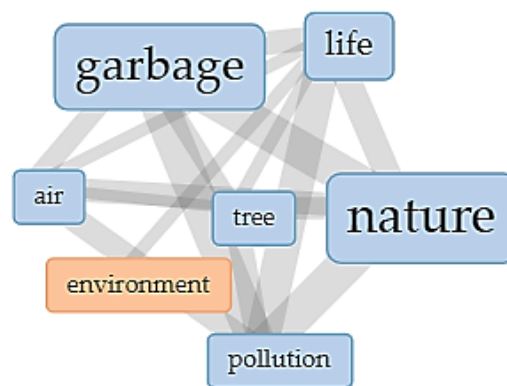 life
garbage
air
tree
nature
environment
pollution